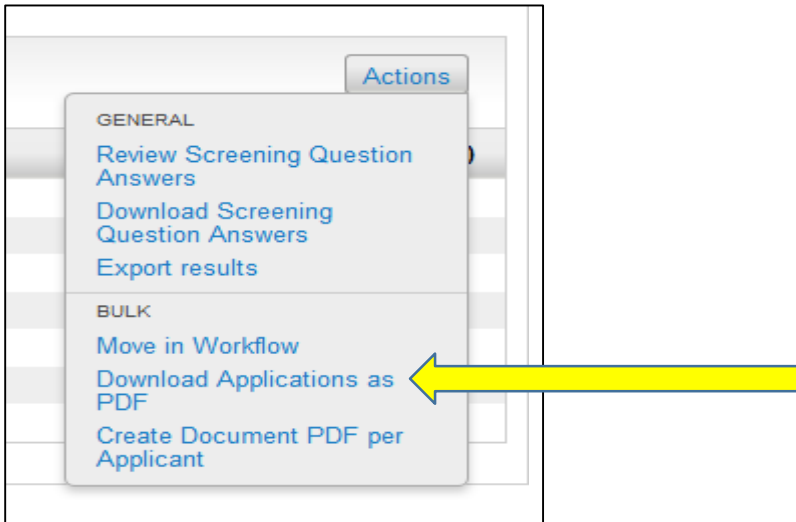 Actions
GENERAL
Review Screening Question
Answers
Download Screening
Question Answers
Export results
BULK
Move in Workflow
Download Applications as
PDF
Create Document PDF per
Applicant